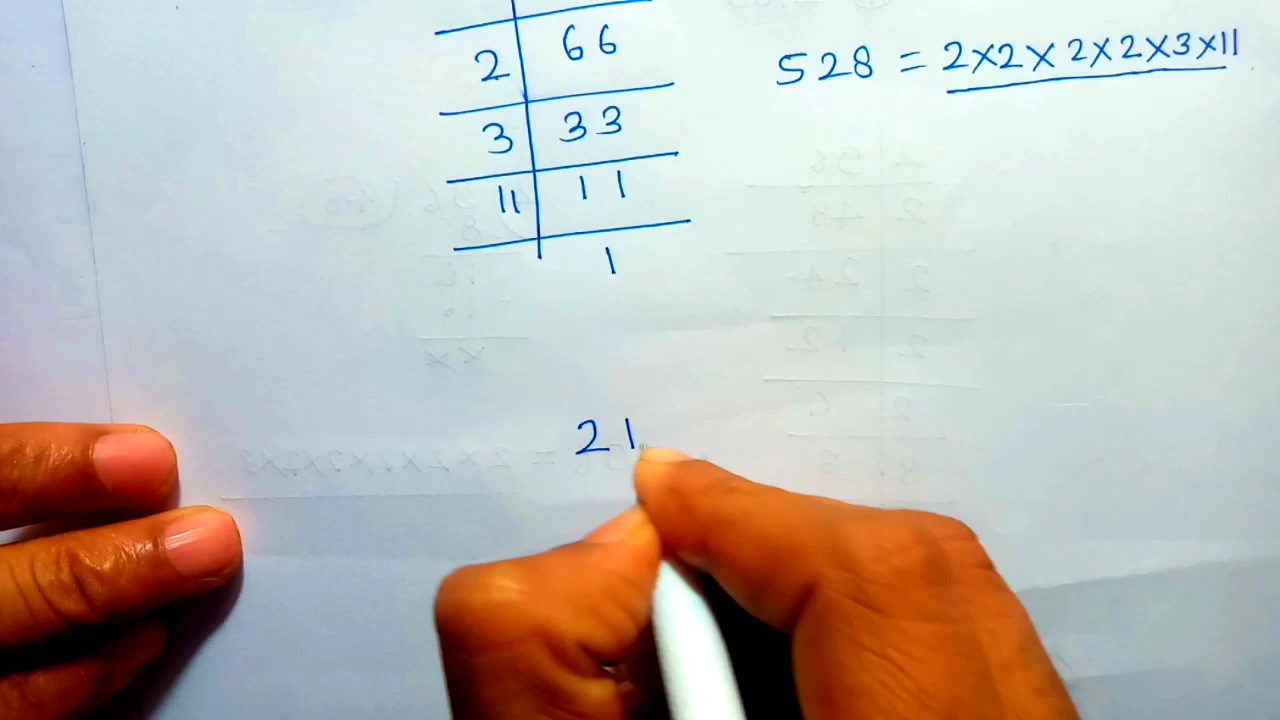 2 | 66
528 = 2×2×2×2×3×11
3 | 33
11 | 11
1
21